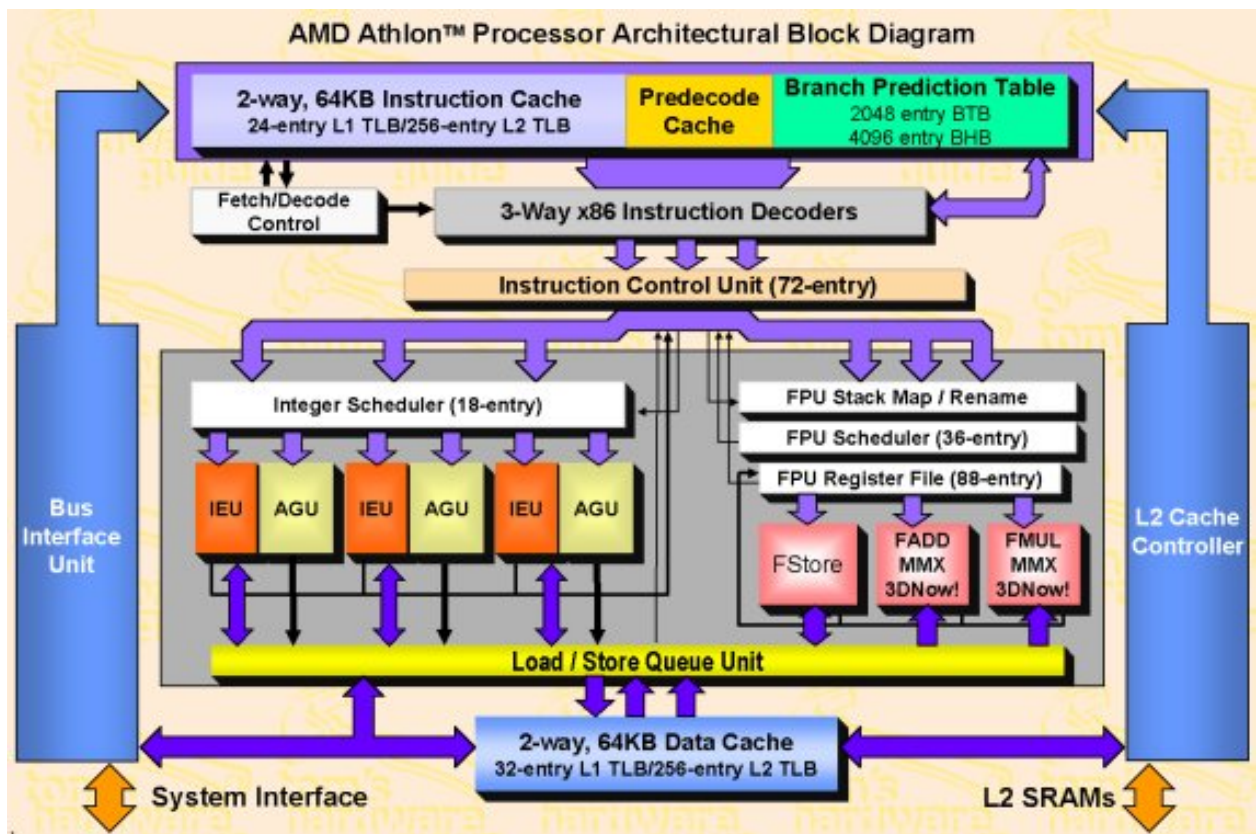 AMD Athlon™ Processor Architectural Block Diagram
2-way, 64KB Instruction Cache
24-entry L1 TLB/256-entry L2 TLB
Predecode
Cache
Branch Prediction Table
2048 entry BTB
4096 entry BHB
Fetch/Decode
Control
3-Way x86 Instruction Decoders
Instruction Control Unit (72-entry)
Bus
Interface
Unit
Integer Scheduler (18-entry)
IEU
AGU
IEU
AGU
IEU
AGU
FPU Stack Map / Rename
FPU Scheduler (36-entry)
FPU Register File (88-entry)
FStore
FADD
MMX
3DNow!
FMUL
MMX
3DNow!
L2 Cache
Controller
Load / Store Queue Unit
2-way, 64KB Data Cache
32-entry L1 TLB/256-entry L2 TLB
System Interface
L2 SRAMs
tom's
hardware